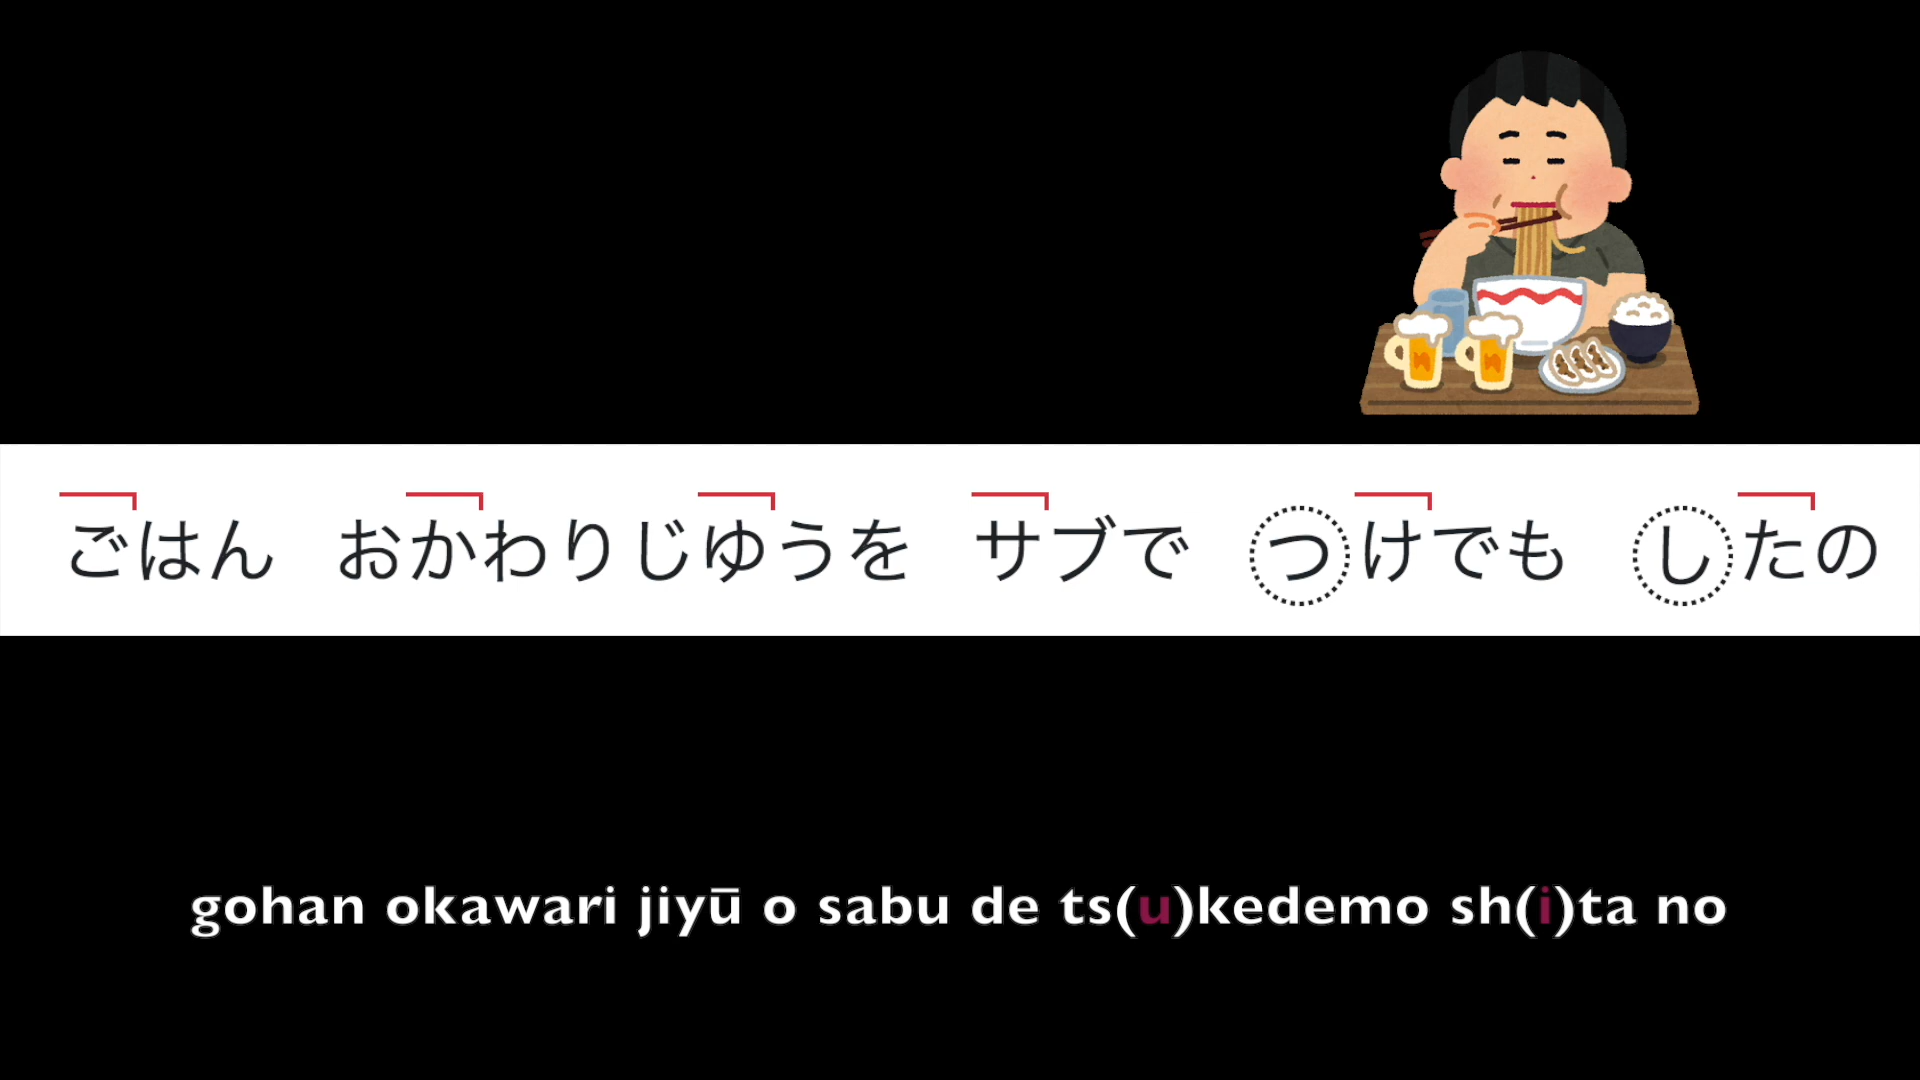 ごはん おかわりじゆうを サブで つけでも したの
gohan okawari jiyū o sabu de ts(u)kedemo sh(i)ta no